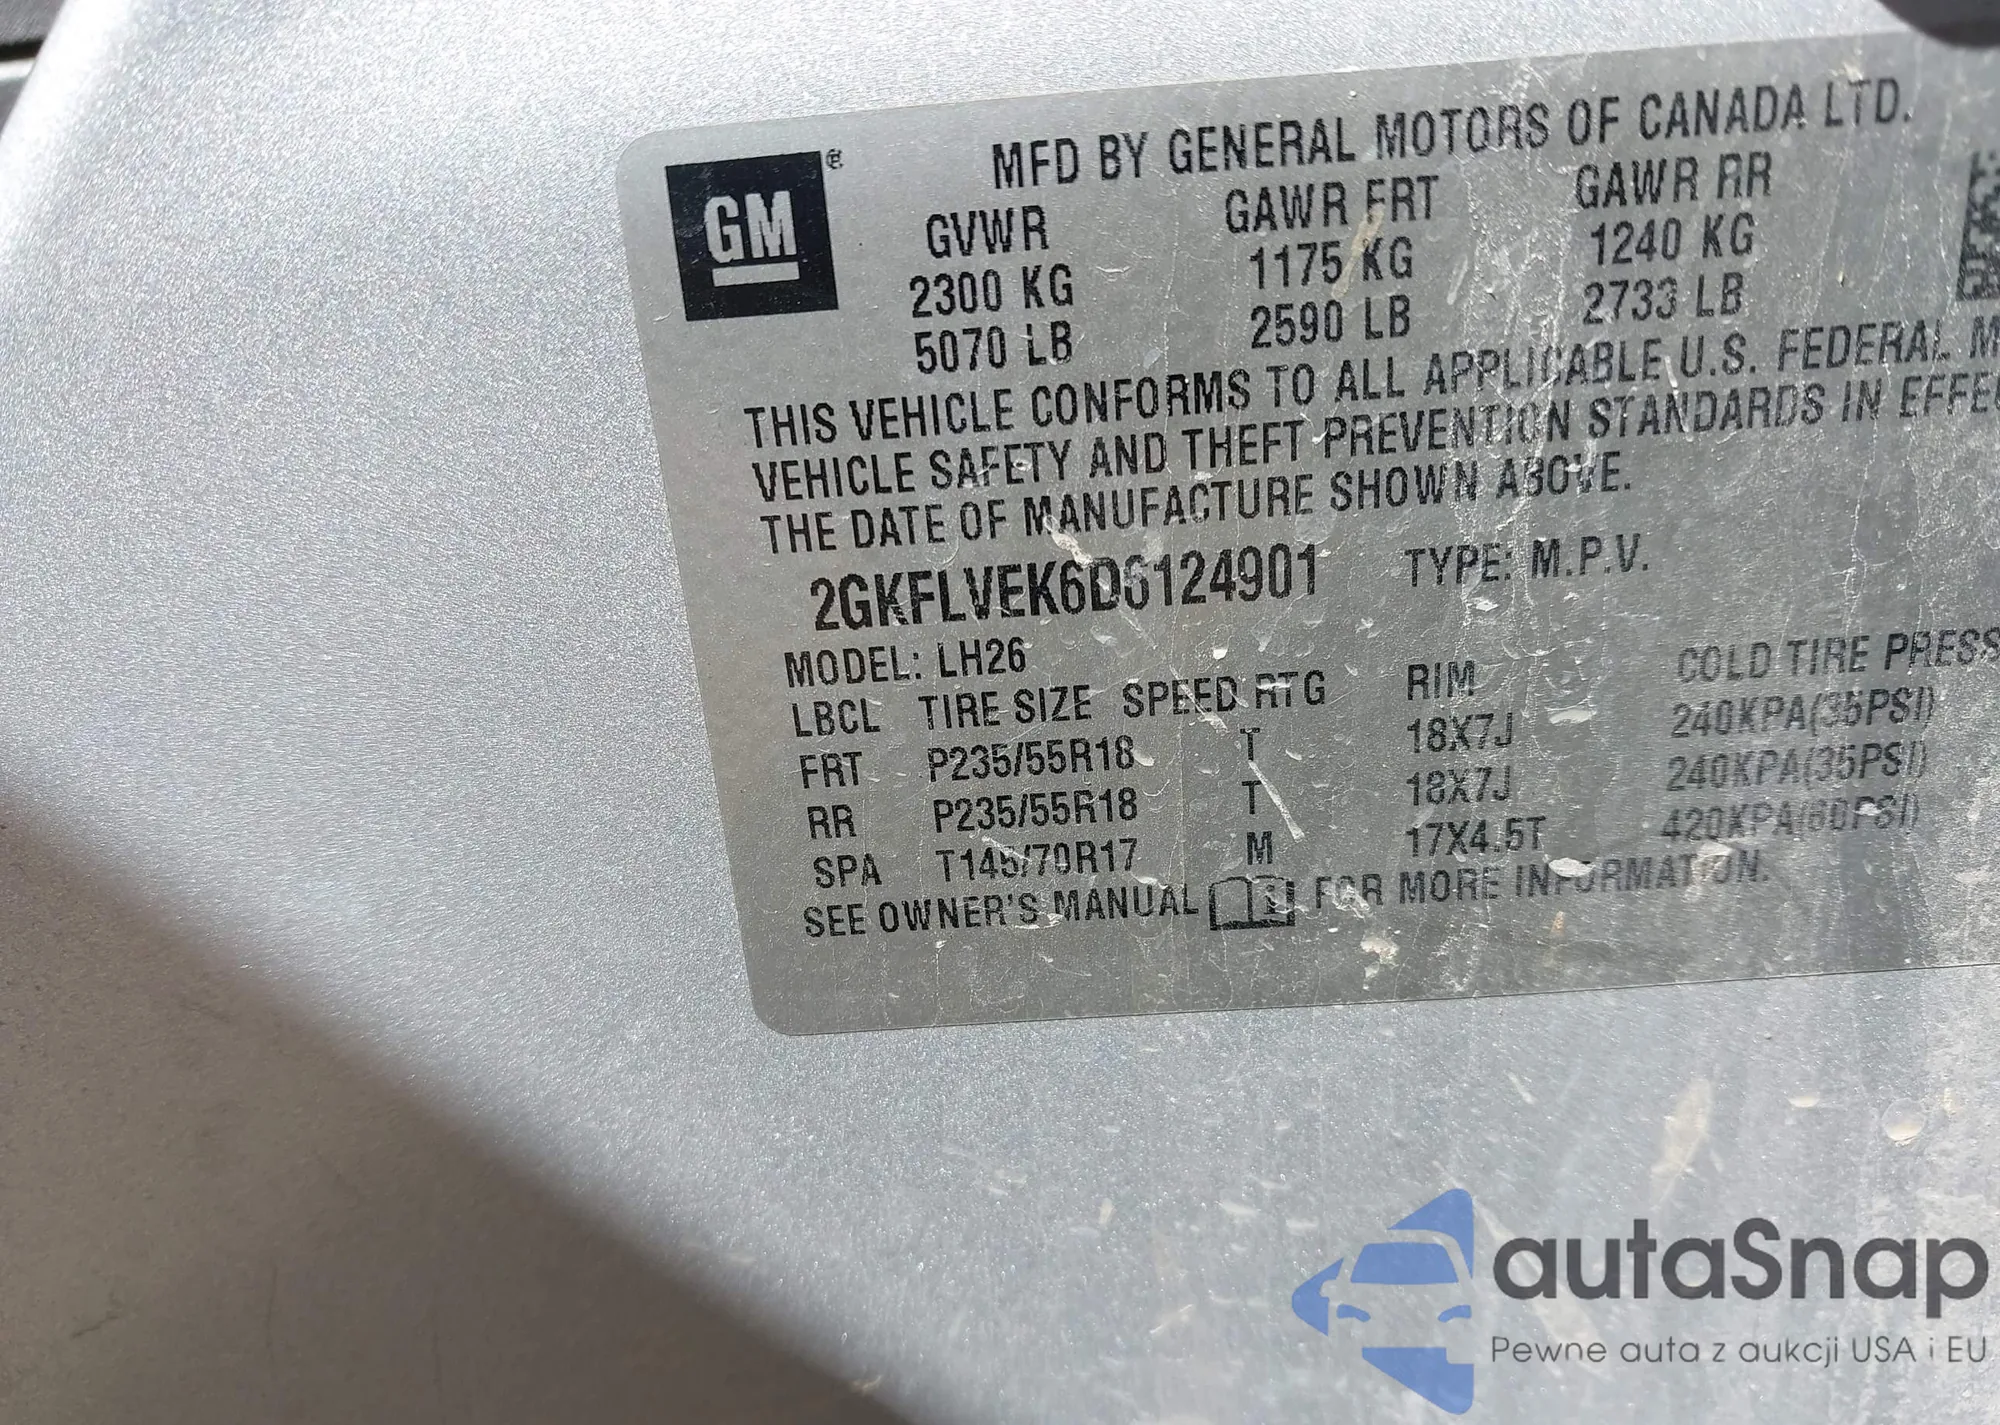 GM ®
MFD BY GENERAL MOTORS OF CANADA LTD.
GVWR GAWR FRT GAWR RR
2300 KG 1175 KG 1240 KG
5070 LB 2590 LB 2733 LB
THIS VEHICLE CONFORMS TO ALL APPLICABLE U.S. FEDERAL M
VEHICLE SAFETY AND THEFT PREVENTION STANDARDS IN EFFEC
THE DATE OF MANUFACTURE SHOWN ABOVE.
2GKFLVEK6D6124901 TYPE: M.P.V.
MODEL: LH26
LBCL TIRE SIZE SPEED RTG RIM COLD TIRE PRESS
FRT P235/55R18 T 18X7J 240KPA(35PSI)
RR P235/55R18 T 18X7J 240KPA(35PSI)
SPA T145/70R17 M 17X4.5T 420KPA(60PSI)
SEE OWNER'S MANUAL FOR MORE INFORMATION.
autaSnap
Pewne auta z aukcji USA i EU